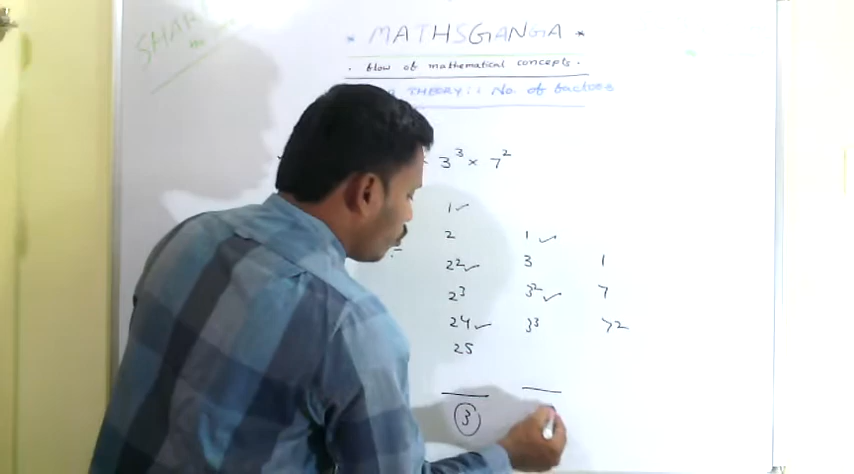 * MATHSGANGA *
. flow of mathematical concepts.
THEORY:: No. of factors
3³ × 7²
1 ✓
2 1 ✓
2² ✓ 3 1
2³ 3² ✓ 7
2⁴ ✓ 3³ 7²
2⁵
3